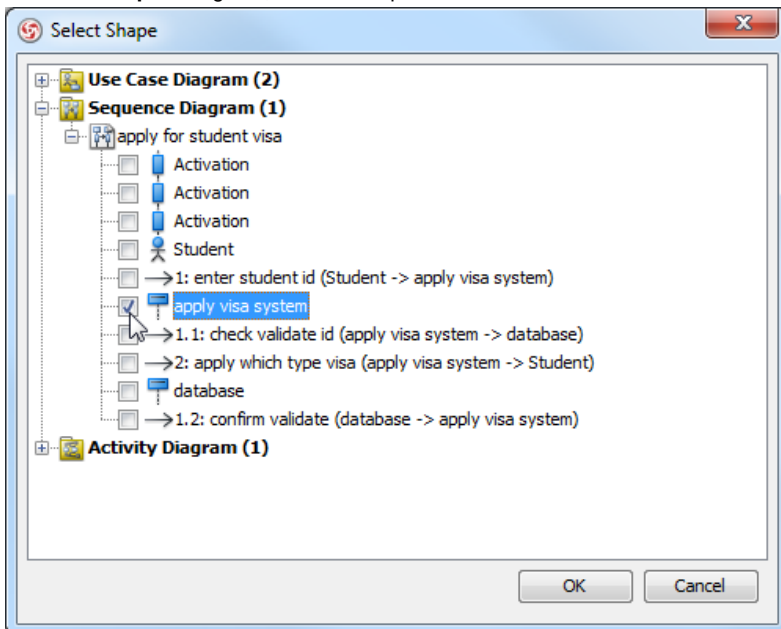 Select Shape
Use Case Diagram (2)
Sequence Diagram (1)
apply for student visa
Activation
Activation
Activation
Student
1: enter student id (Student -> apply visa system)
apply visa system
1.1: check validate id (apply visa system -> database)
2: apply which type visa (apply visa system -> Student)
database
1.2: confirm validate (database -> apply visa system)
Activity Diagram (1)
OK Cancel